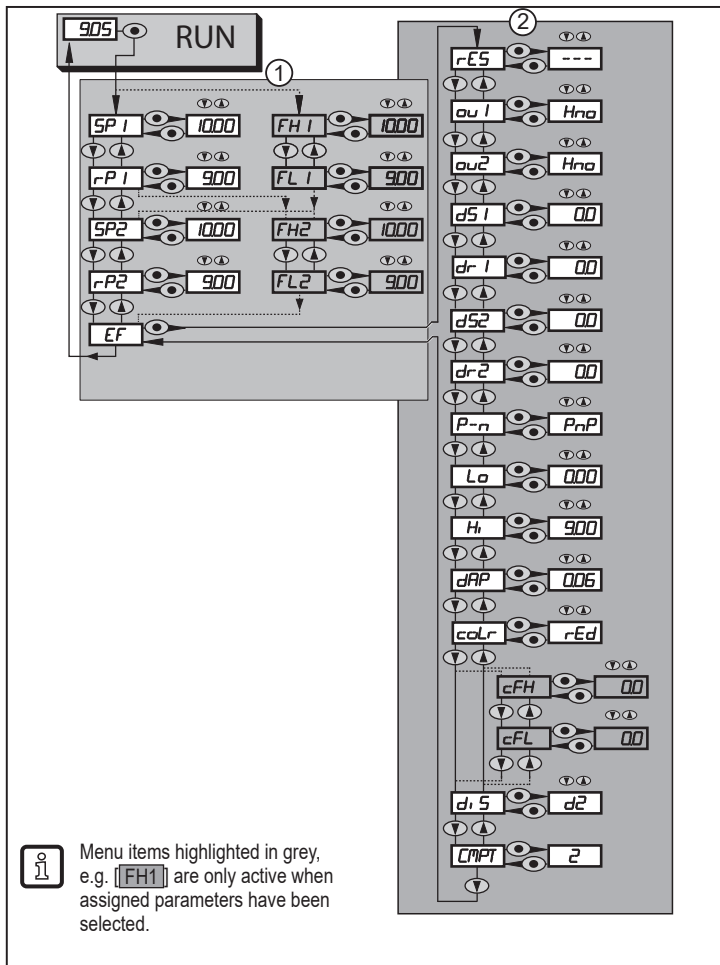 9.05 RUN
1
2
SP1 10.00 FH1 10.00
rP1 9.00 FL1 9.00
SP2 10.00 FH2 10.00
rP2 9.00 FL2 9.00
EF
rES ---
ou1 Hno
ou2 Hno
dS1 0.0
dr1 0.0
dS2 0.0
dr2 0.0
P-n PnP
Lo 0.00
Hi 9.00
dAP 0.06
coLr rEd
cFH 0.0
cFL 0.0
diS d2
CMPT 2
i
Menu items highlighted in grey,
e.g. [FH1] are only active when
assigned parameters have been
selected.